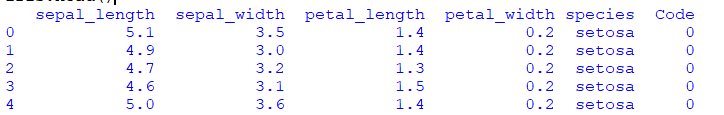 sepal_length sepal_width petal_length petal_width species Code
0 5.1 3.5 1.4 0.2 setosa 0
1 4.9 3.0 1.4 0.2 setosa 0
2 4.7 3.2 1.3 0.2 setosa 0
3 4.6 3.1 1.5 0.2 setosa 0
4 5.0 3.6 1.4 0.2 setosa 0